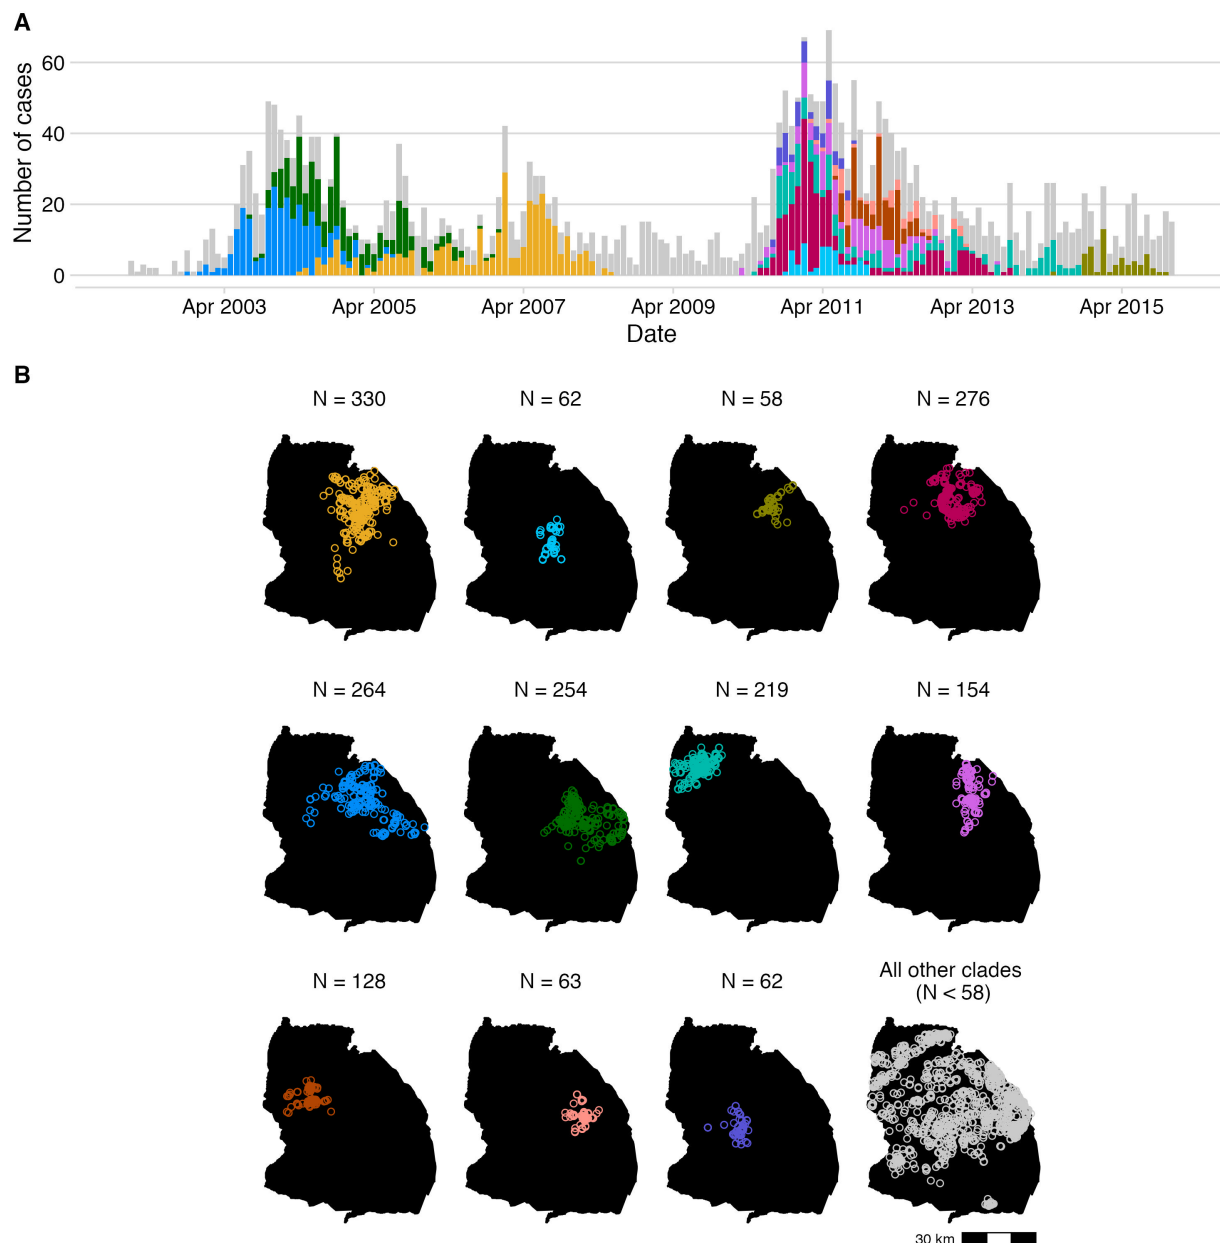 A
Number of cases
60
40
20
0
Apr 2003 Apr 2005 Apr 2007 Apr 2009 Apr 2011 Apr 2013 Apr 2015
Date
B
N = 330 N = 62 N = 58 N = 276
N = 264 N = 254 N = 219 N = 154
N = 128 N = 63 N = 62 All other clades
(N < 58)
30 km